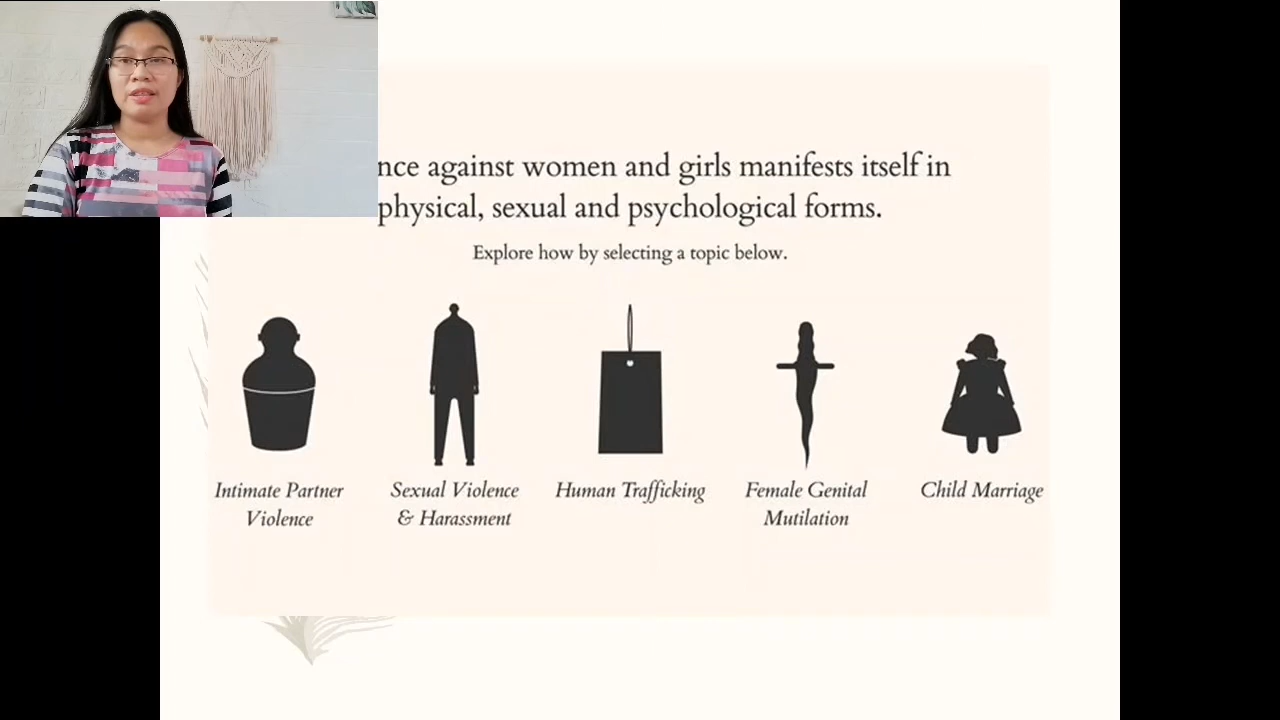 against women and girls manifests itself in
physical, sexual and psychological forms.
Explore how by selecting a topic below.
Intimate Partner
Violence
Sexual Violence
& Harassment
Human Trafficking
Female Genital
Mutilation
Child Marriage